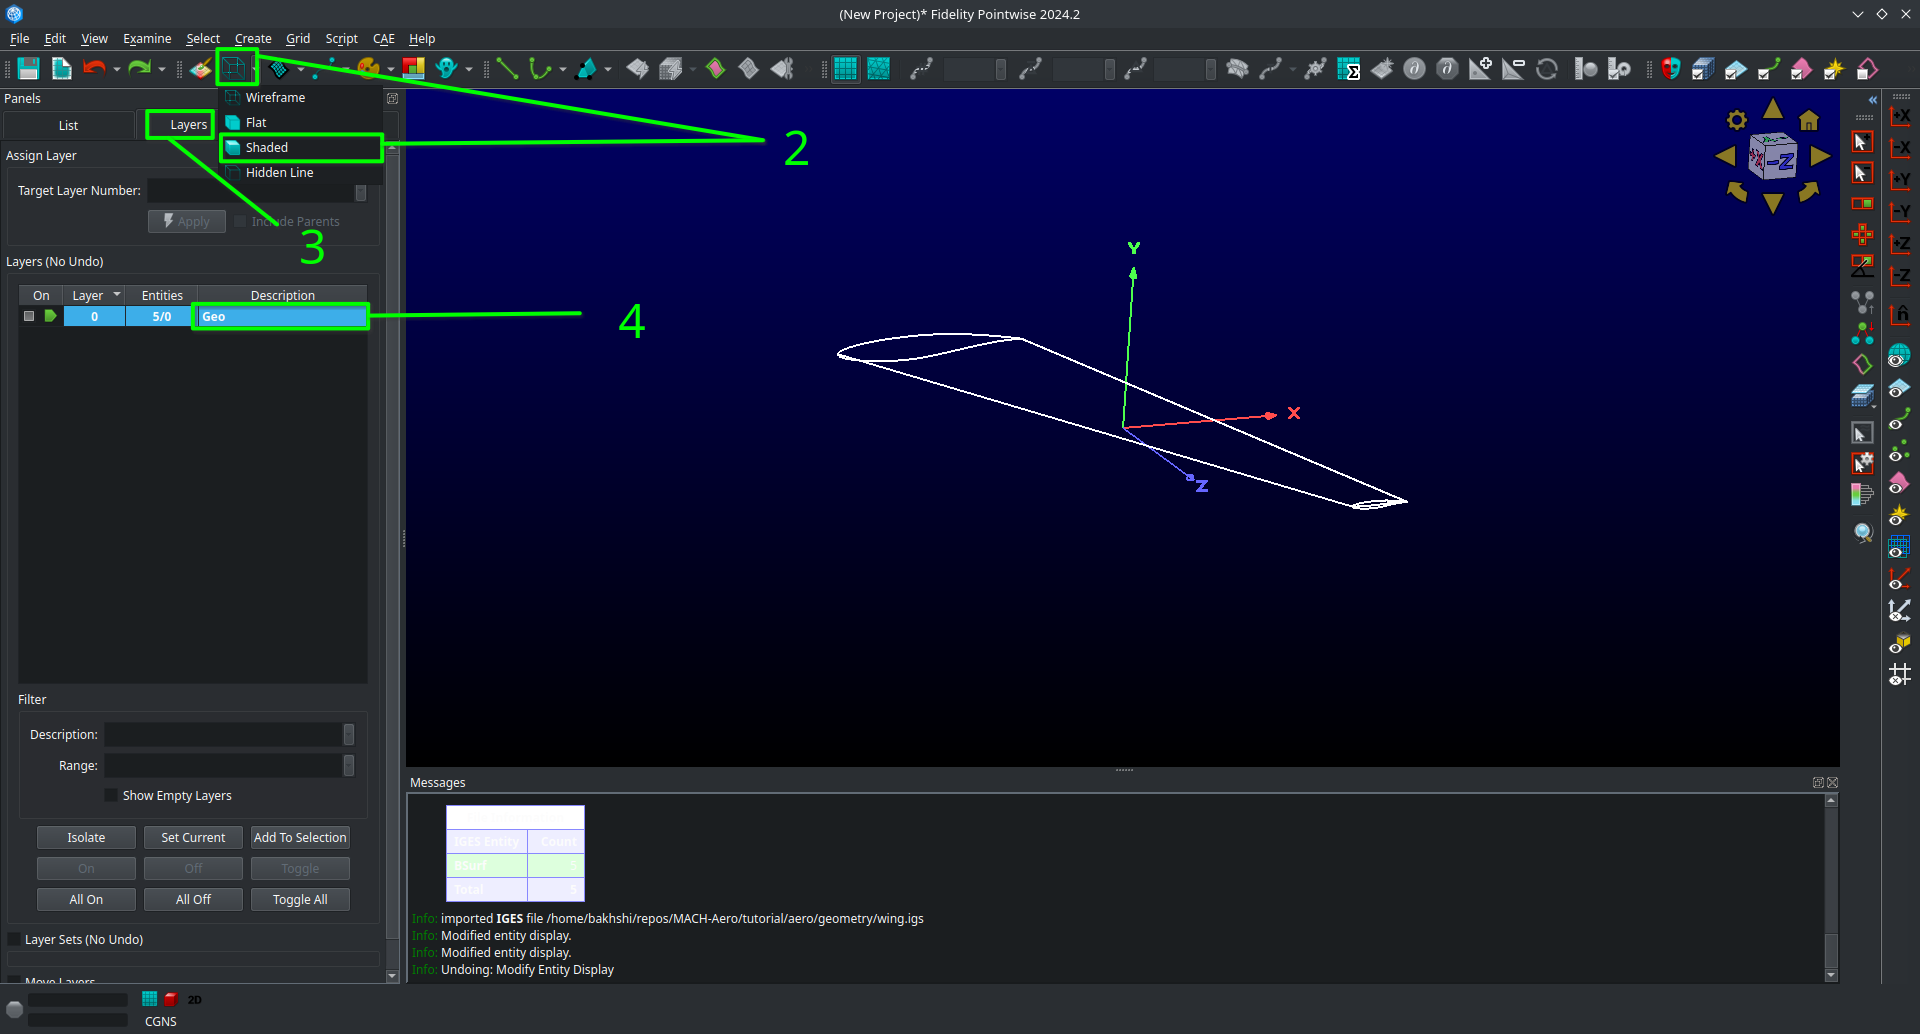 (New Project)* Fidelity Pointwise 2024.2
File Edit View Examine Select Create Grid Script CAE Help
Panels
List Layers
Wireframe
Flat
Shaded
Hidden Line
2
Assign Layer
Target Layer Number:
Apply Include Parents
3
Layers (No Undo)
On Layer Entities Description
0 5/0 Geo
4
Filter
Description:
Range:
Show Empty Layers
Isolate Set Current Add To Selection
On Off Toggle
All On All Off Toggle All
Layer Sets (No Undo)
Move Layers
CGNS
2D
Y
X
Z
+X -Z
+X
-X
+Y
-Y
+Z
-Z
n̂
Messages
IGES Entity Count
BSurf 5
Total 5
Info: imported IGES file /home/bakhshi/repos/MACH-Aero/tutorial/aero/geometry/wing.igs
Info: Modified entity display.
Info: Modified entity display.
Info: Undoing: Modify Entity Display